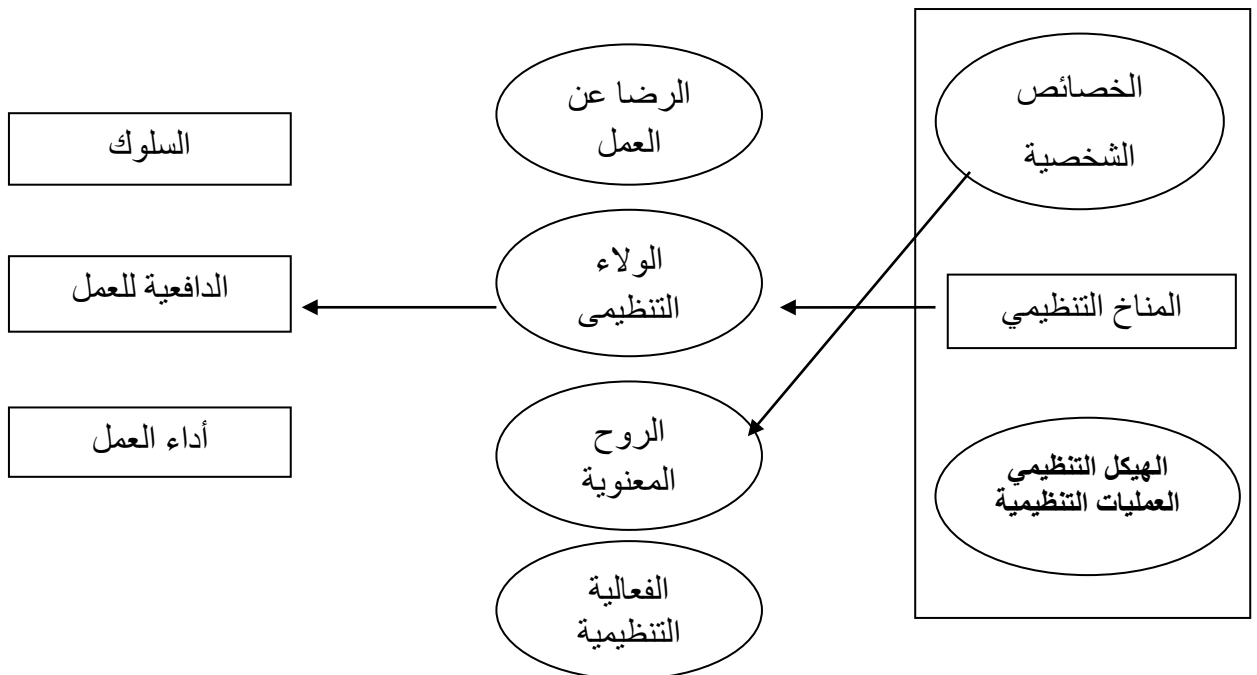 الخصائص
الشخصية
المناخ التنظيمي
الهيكل التنظيمي
العمليات التنظيمية
الرضا عن
العمل
الولاء
التنظيمى
الروح
المعنوية
الفعالية
التنظيمية
السلوك
الدافعية للعمل
أداء العمل